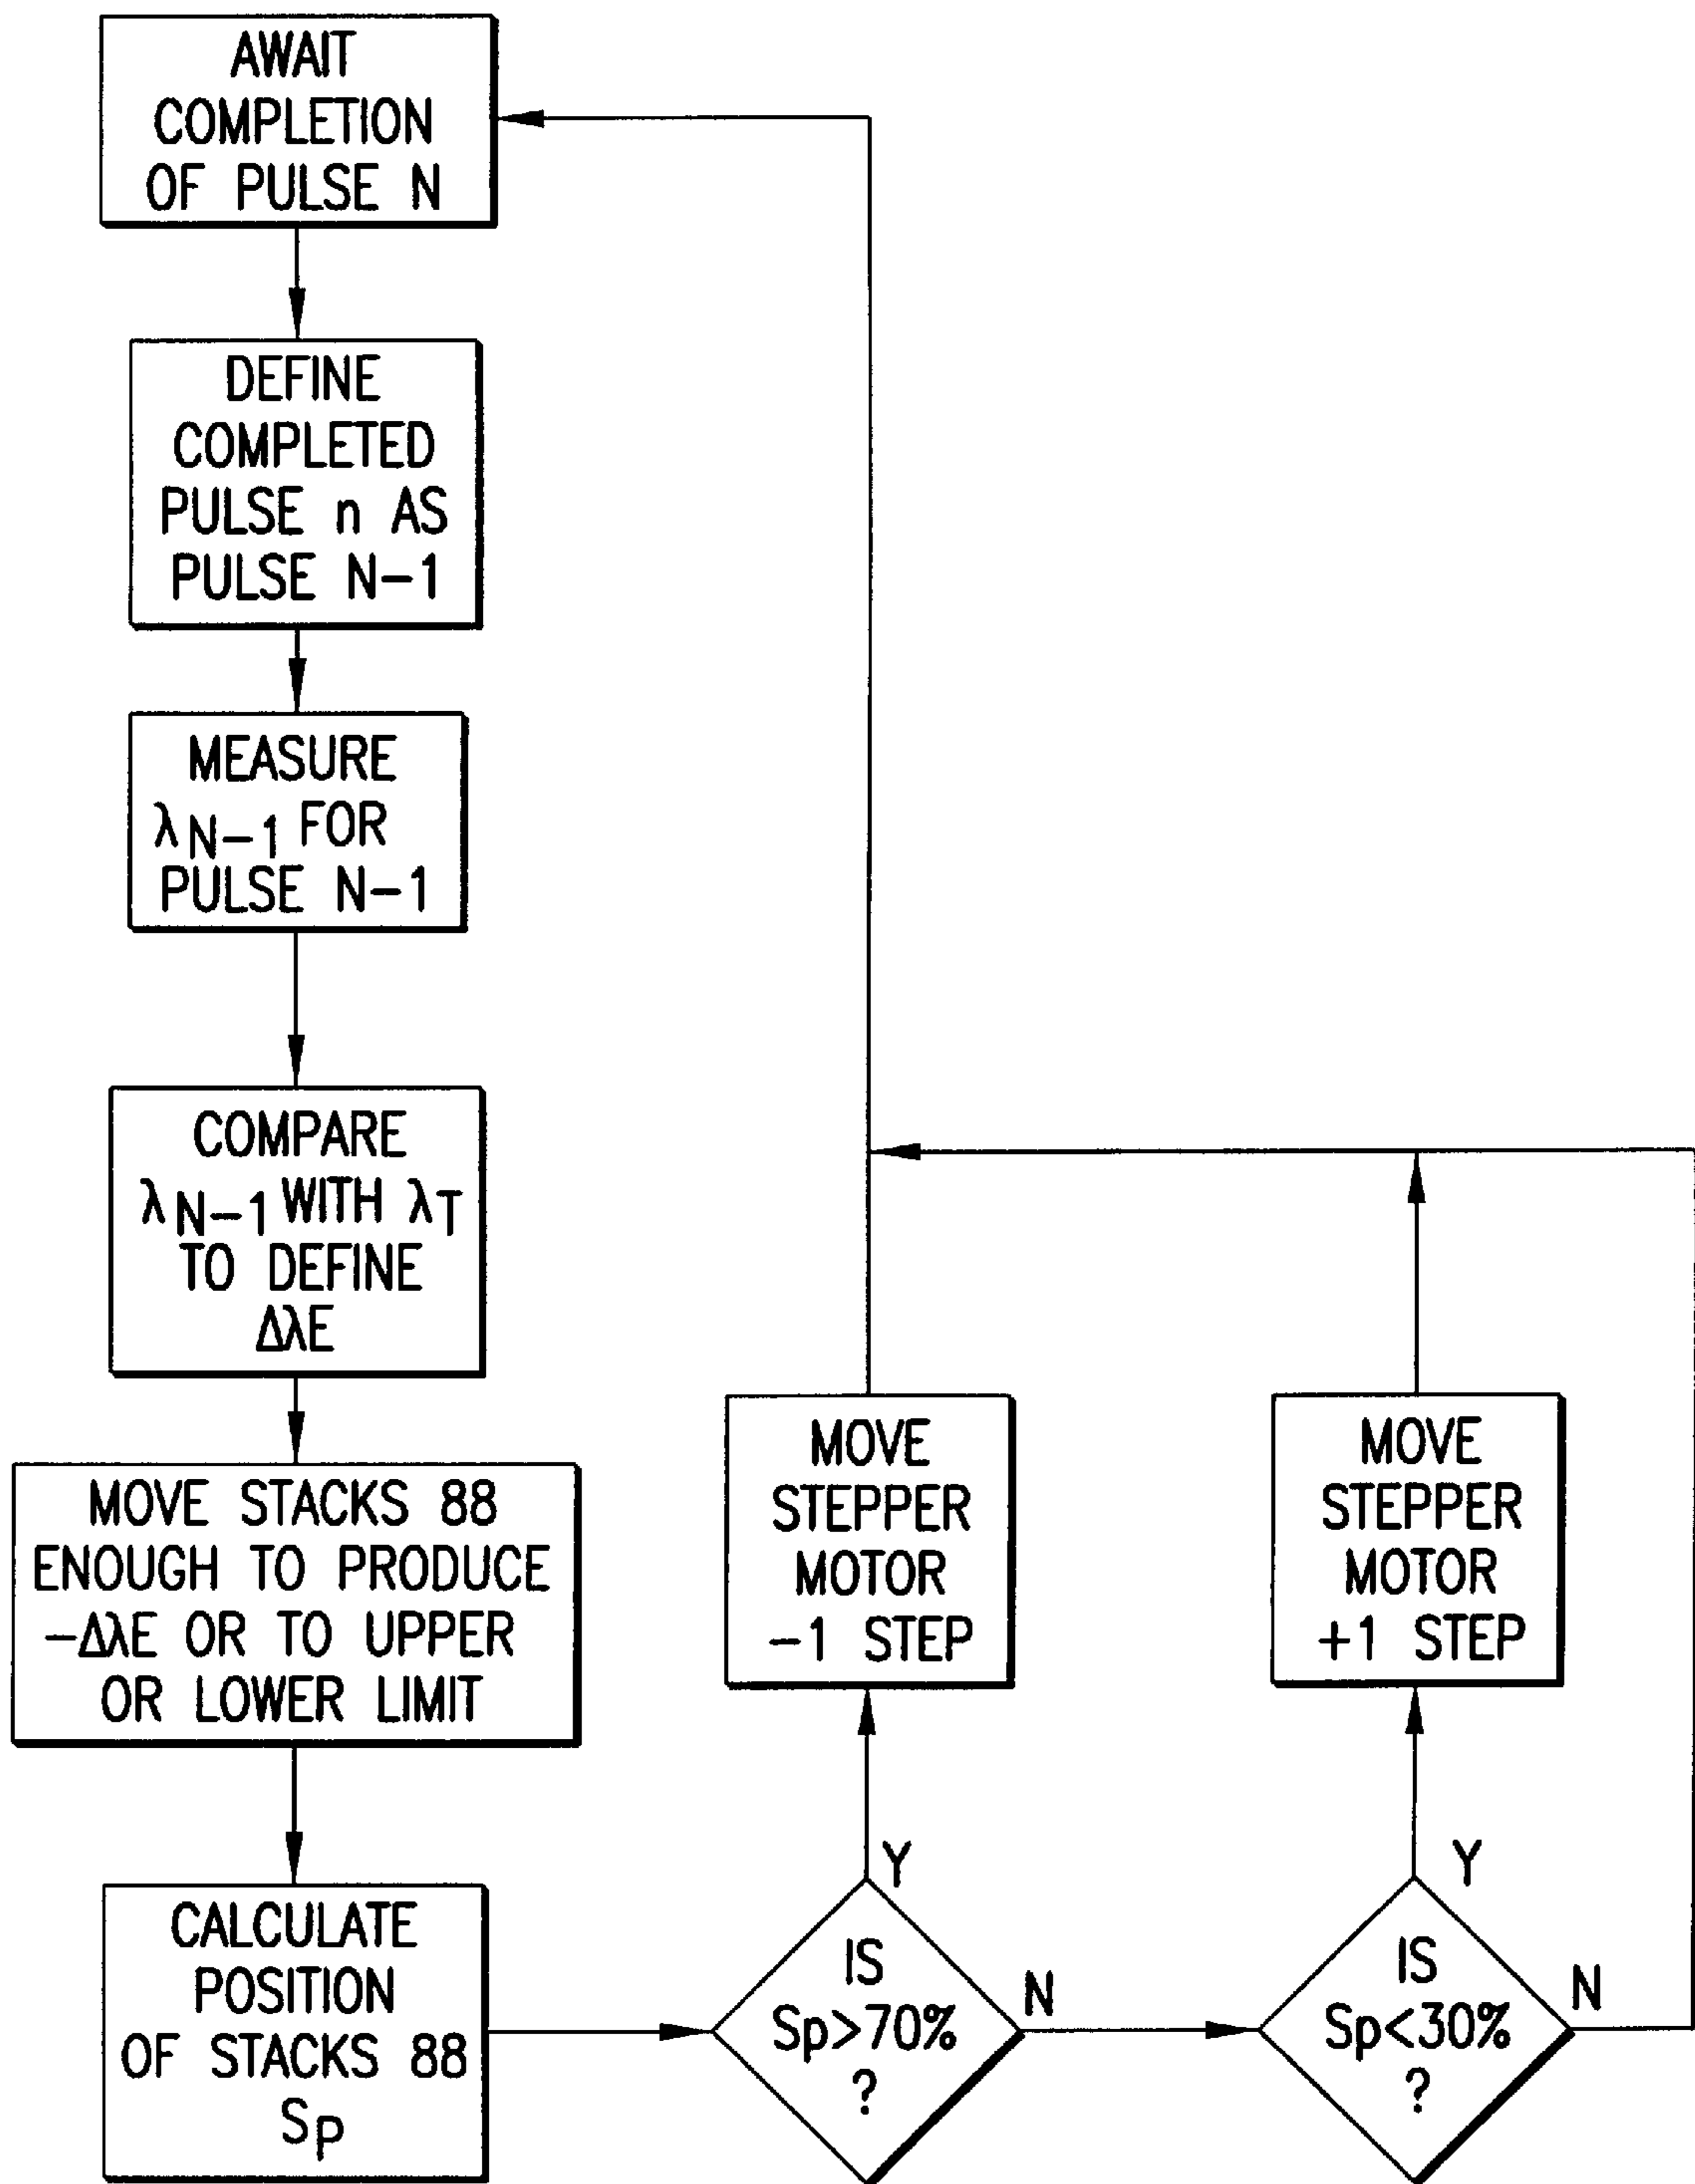 AWAIT
COMPLETION
OF PULSE N
DEFINE
COMPLETED
PULSE n AS
PULSE N-1
MEASURE
λN-1 FOR
PULSE N-1
COMPARE
λN-1 WITH λT
TO DEFINE
ΔλE
MOVE STACKS 88
ENOUGH TO PRODUCE
-ΔλE OR TO UPPER
OR LOWER LIMIT
CALCULATE
POSITION
OF STACKS 88
SP
IS
Sp>70%
?
Y
N
MOVE
STEPPER
MOTOR
-1 STEP
IS
Sp<30%
?
Y
N
MOVE
STEPPER
MOTOR
+1 STEP